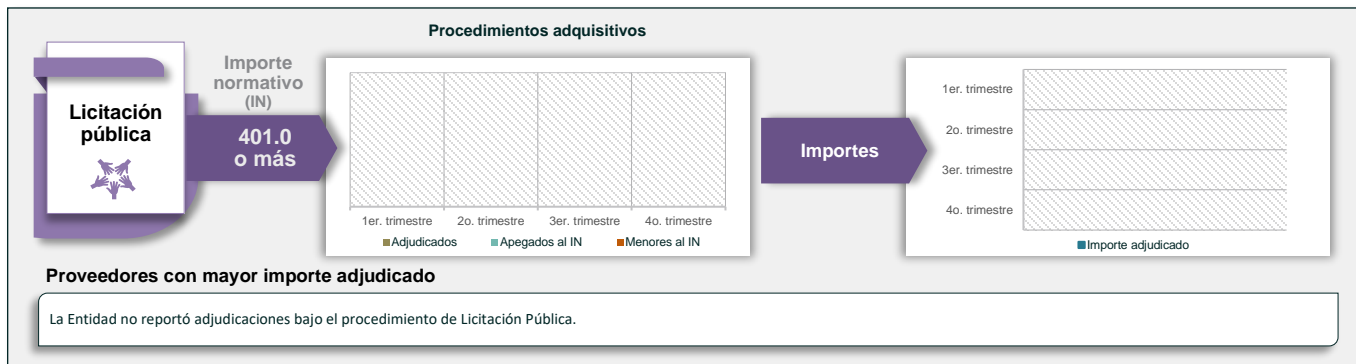 Procedimientos adquisitivos
Licitación
pública
Importe
normativo
(IN)
401.0
o más
1er. trimestre
2o. trimestre
3er. trimestre
4o. trimestre
Adjudicados
Apegados al IN
Menores al IN
Importes
1er. trimestre
2o. trimestre
3er. trimestre
4o. trimestre
Importe adjudicado
Proveedores con mayor importe adjudicado
La Entidad no reportó adjudicaciones bajo el procedimiento de Licitación Pública.